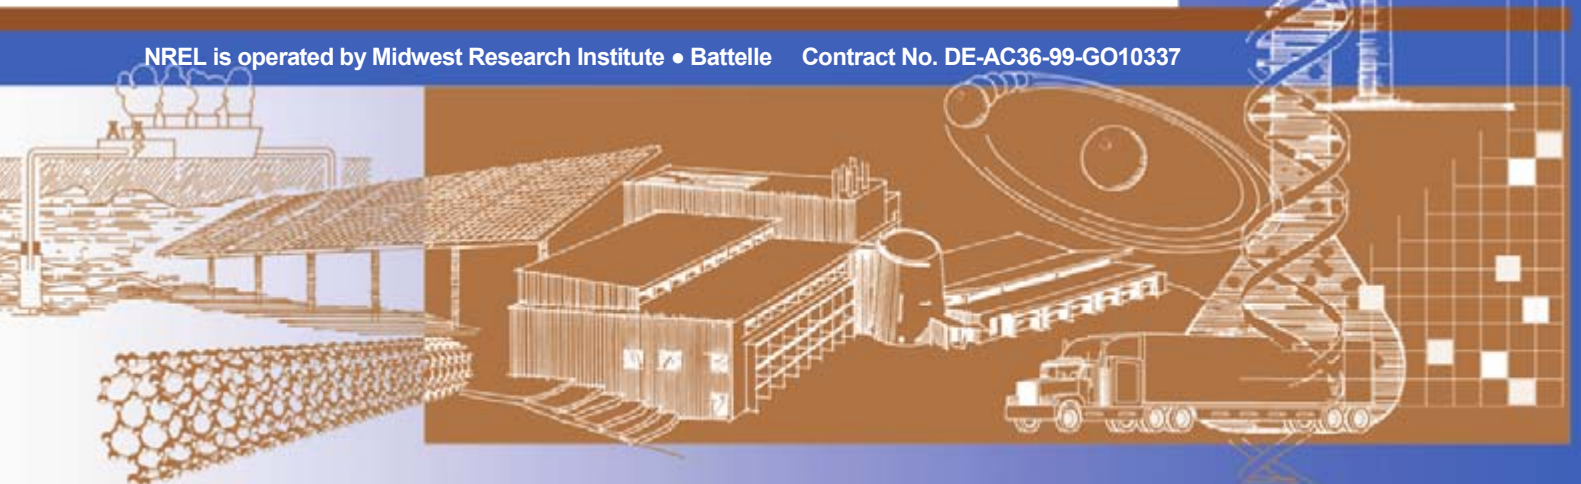 NREL is operated by Midwest Research Institute ● Battelle Contract No. DE-AC36-99-GO10337